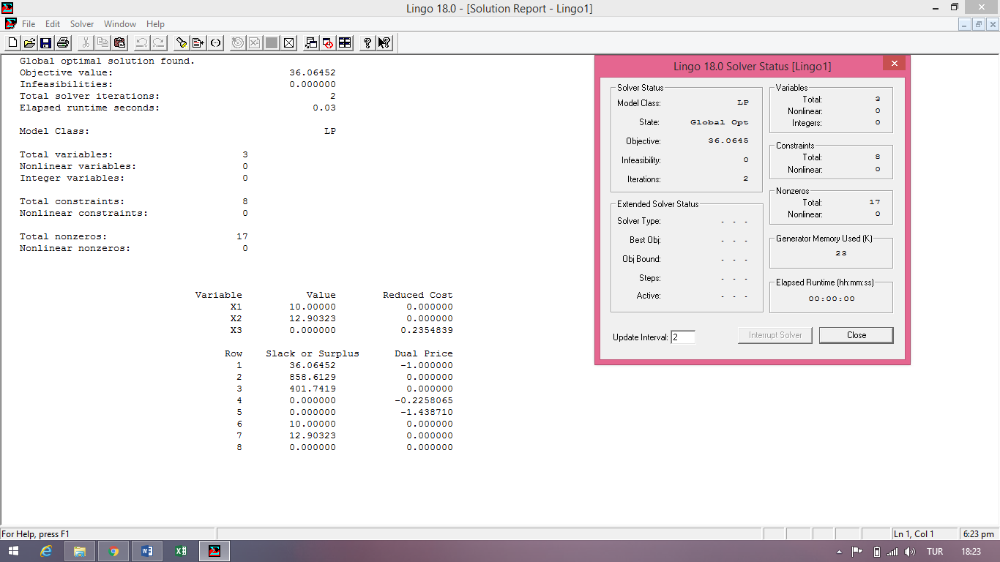 Lingo 18.0 - [Solution Report - Lingo1]
File Edit Solver Window Help
Global optimal solution found.
Objective value: 36.06452
Infeasibilities: 0.000000
Total solver iterations: 2
Elapsed runtime seconds: 0.03
Model Class: LP
Total variables: 3
Nonlinear variables: 0
Integer variables: 0
Total constraints: 8
Nonlinear constraints: 0
Total nonzeros: 17
Nonlinear nonzeros: 0
Variable Value Reduced Cost
X1 10.00000 0.000000
X2 12.90323 0.000000
X3 0.000000 0.2354839
Row Slack or Surplus Dual Price
1 36.06452 -1.000000
2 858.6129 0.000000
3 401.7419 0.000000
4 0.000000 -0.2258065
5 0.000000 -1.438710
6 10.00000 0.000000
7 12.90323 0.000000
8 0.000000 0.000000
Lingo 18.0 Solver Status [Lingo1]
Solver Status
Model Class: LP
State: Global Opt
Objective: 36.0645
Infeasibility: 0
Iterations: 2
Extended Solver Status
Solver Type: - - -
Best Obj: - - -
Obj Bound: - - -
Steps: - - -
Active: - - -
Variables
Total: 3
Nonlinear: 0
Integers: 0
Constraints
Total: 8
Nonlinear: 0
Nonzeros
Total: 17
Nonlinear: 0
Generator Memory Used (K)
23
Elapsed Runtime (hh:mm:ss)
00:00:00
Update Interval: 2
Interrupt Solver
Close
For Help, press F1
Ln 1, Col 1
6:23 pm
TUR
18:23